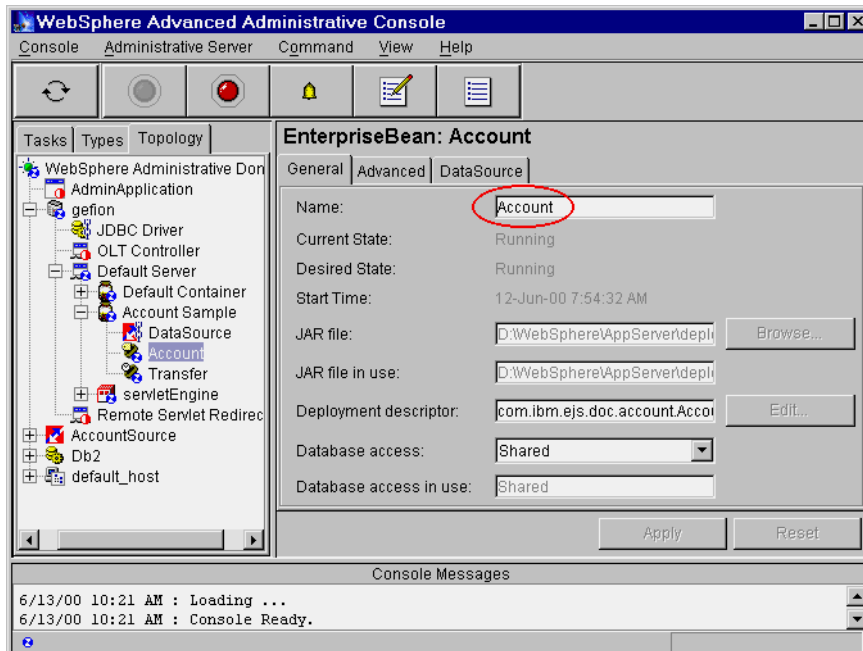 WebSphere Advanced Administrative Console
Console Administrative Server Command View Help
Tasks Types Topology
WebSphere Administrative Don
AdminApplication
gefion
JDBC Driver
OLT Controller
Default Server
Default Container
Account Sample
DataSource
Account
Transfer
servletEngine
Remote Servlet Redirec
AccountSource
Db2
default_host
EnterpriseBean: Account
General Advanced DataSource
Name: Account
Current State: Running
Desired State: Running
Start Time: 12-Jun-00 7:54:32 AM
JAR file: D:\WebSphere\AppServer\deplo Browse...
JAR file in use: D:\WebSphere\AppServer\deplo
Deployment descriptor: com.ibm.ejs.doc.account.Accou Edit...
Database access: Shared
Database access in use: Shared
Apply Reset
Console Messages
6/13/00 10:21 AM : Loading ...
6/13/00 10:21 AM : Console Ready.